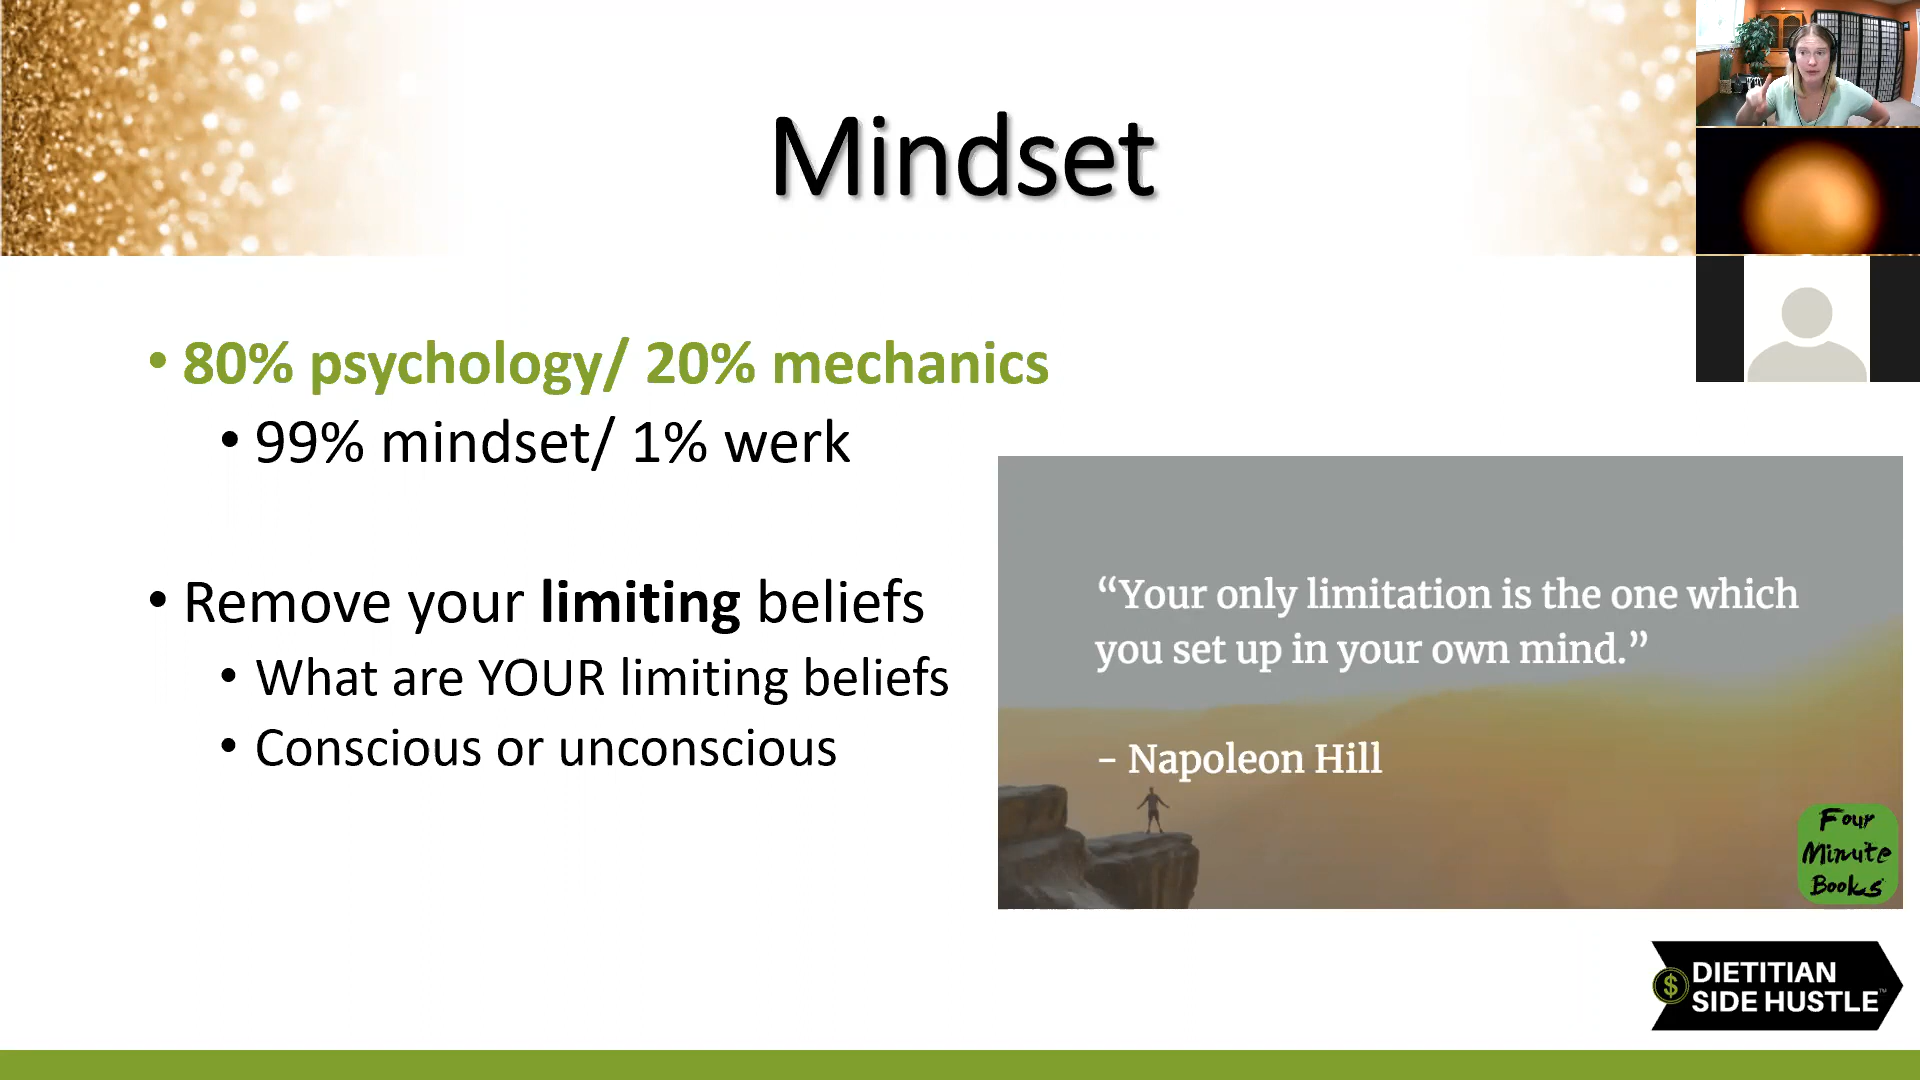 Mindset
• 80% psychology/ 20% mechanics
• 99% mindset/ 1% werk
• Remove your limiting beliefs
• What are YOUR limiting beliefs
• Conscious or unconscious
“Your only limitation is the one which
you set up in your own mind.”
– Napoleon Hill
Four
Minute
Books
$
DIETITIAN
SIDE HUSTLE™